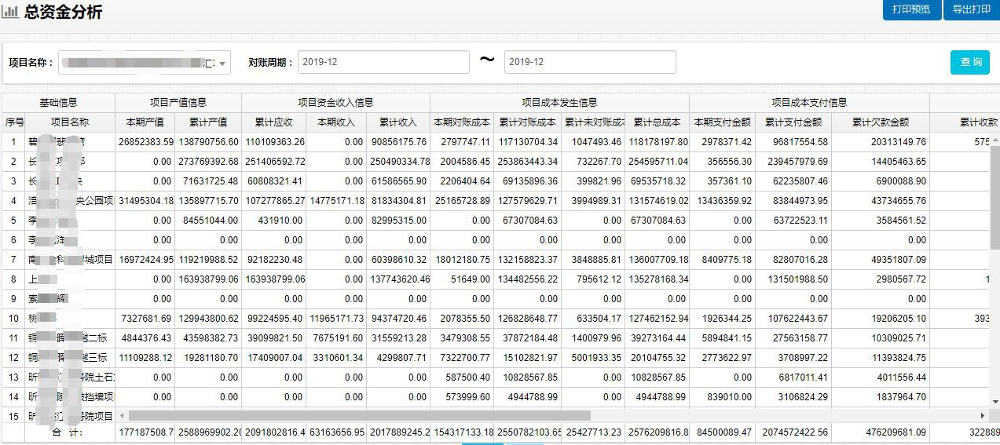 总资金分析
打印预览 导出打印
项目名称： 汇 对账周期： 2019-12 ~ 2019-12 查 询
基础信息 项目产值信息 项目资金收入信息 项目成本发生信息 项目成本支付信息
序号 项目名称 本期产值 累计产值 累计应收 本期收入 累计收入 本期对账成本 累计对账成本 累计未对账成本 累计总成本 本期支付金额 累计支付金额 累计欠款金额 累计收款
1 碧 26852383.59 138790756.60 110109363.26 0.00 90856175.76 2797747.11 117130704.34 1047493.46 118178197.80 2978371.42 96817554.58 20313149.76 575
2 长 项 部 0.00 273769392.68 251406592.72 0.00 250490334.78 2004586.45 253863443.34 732267.70 254595711.04 356556.30 239457979.69 14405463.65
3 长 0.00 71631725.48 60808321.41 0.00 61586565.90 2206404.64 69135896.36 399821.96 69535718.32 357361.10 62235807.46 6900088.90
4 涪 央公园项 31495304.18 135897715.70 107277865.27 14775171.18 81834304.81 25165728.89 127579629.71 3994989.31 131574619.02 13436359.92 83844973.95 43734655.76
5 李 0.00 84551044.00 431910.00 0.00 82995315.00 0.00 67307084.63 0.00 67307084.63 0.00 63722523.11 3584561.52
6 李 洋 0.00 0.00 0.00 0.00 0.00 0.00 0.00 0.00 0.00 0.00 0.00 0.00
7 南 科 域项目 16972424.95 119219988.52 92182230.48 0.00 60398610.32 18012180.75 132158823.37 3848885.81 136007709.18 8409775.18 82807016.28 49351807.09
8 上 0.00 163938799.06 163938799.06 0.00 137743620.46 51649.00 134482556.22 795612.12 135278168.34 0.00 131501988.50 2980567.72 1
9 索 辉 0.00 0.00 0.00 0.00 0.00 0.00 0.00 0.00 0.00 0.00 0.00 0.00
10 桃 7327681.69 129943800.62 99224595.40 11965171.73 94374720.46 2078355.50 126828648.77 633504.17 127462152.94 1926344.25 107622443.67 19206205.10 393
11 铜 越二标 4844376.43 43598382.73 39099821.50 7675191.60 31559213.28 3479308.55 37872184.48 1400979.96 39273164.44 5894841.15 27563158.77 10309025.71
12 铜 越三标 11109288.12 19281180.70 17409007.04 3310601.34 4299807.71 7322700.77 15102821.97 5001933.35 20104755.32 2773622.97 3708997.22 11393824.75
13 昕 号院土石 0.00 0.00 0.00 0.00 0.00 587500.40 10828567.85 0.00 10828567.85 0.00 6817011.41 4011556.44
14 昕 坡挡墙项 0.00 0.00 0.00 0.00 0.00 573999.60 4944788.99 0.00 4944788.99 839010.00 3106824.29 1837964.70
15 昕 江 号院项目
合 计: 177187508.7 2588969902.20 2091802816.4 63163656.95 2017889245.2 154317133.18 2550782103.65 25427713.23 2576209816.8 84500089.47 2074572422.56 476209681.09 322889